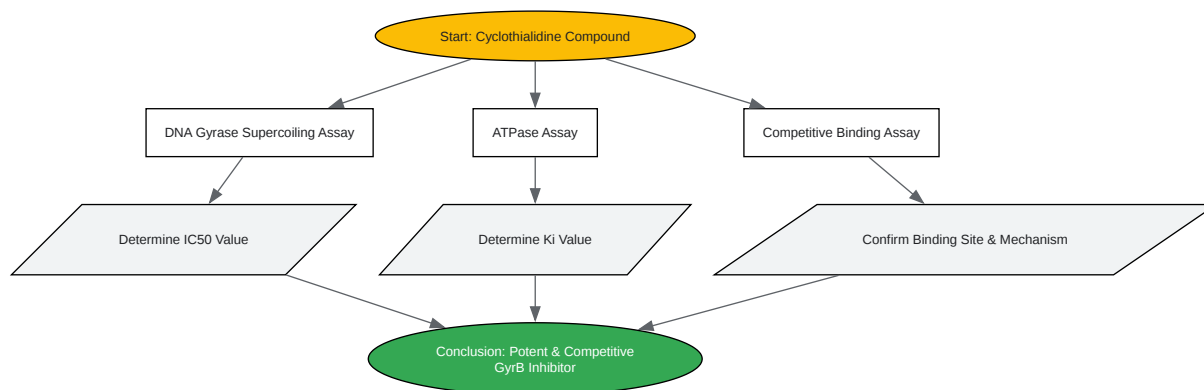 Start: Cyclothialidine Compound
DNA Gyrase Supercoiling Assay
ATPase Assay
Competitive Binding Assay
Determine IC50 Value
Determine Ki Value
Confirm Binding Site & Mechanism
Conclusion: Potent & Competitive
GyrB Inhibitor